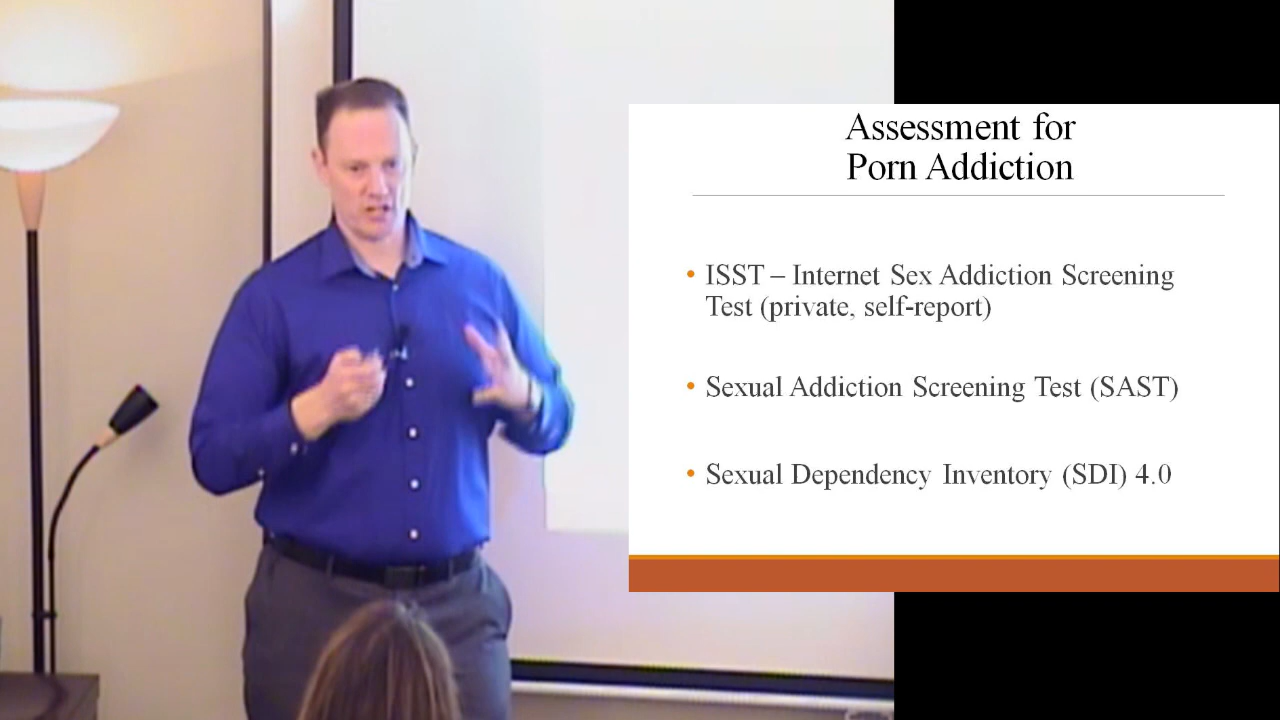 Assessment for
Porn Addiction
• ISST – Internet Sex Addiction Screening
Test (private, self-report)
• Sexual Addiction Screening Test (SAST)
• Sexual Dependency Inventory (SDI) 4.0